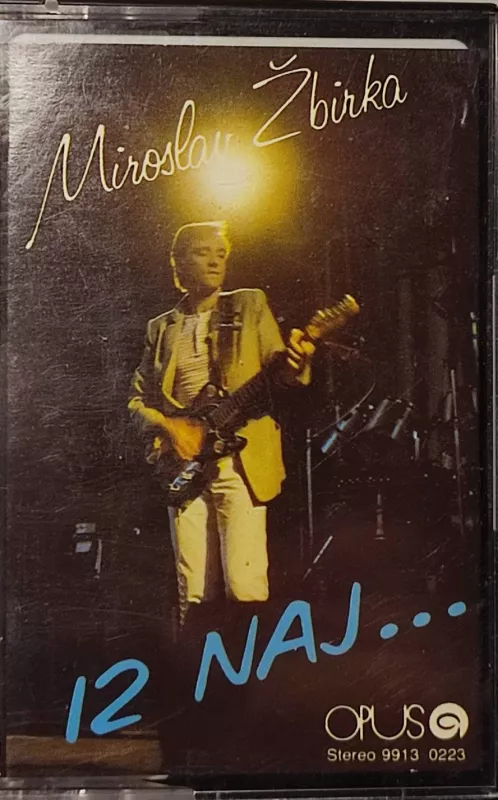 Miroslav Žbirka
12 NAJ...
OPUS
Stereo 9913 0223